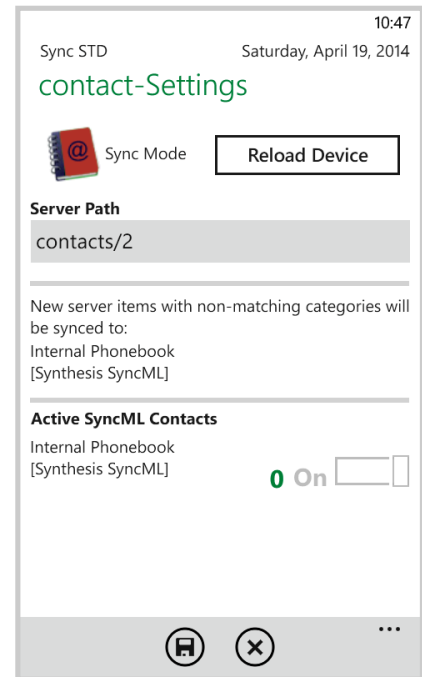 10:47
Sync STD Saturday, April 19, 2014
contact-Settings
@ Sync Mode Reload Device
Server Path
contacts/2
New server items with non-matching categories will
be synced to:
Internal Phonebook
[Synthesis SyncML]
Active SyncML Contacts
Internal Phonebook
[Synthesis SyncML]
0 On
...